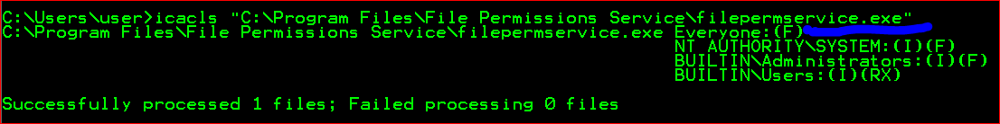 C:\Users\user>icacls "C:\Program Files\File Permissions Service\filepermservice.exe"
C:\Program Files\File Permissions Service\filepermservice.exe Everyone:(F)
NT AUTHORITY\SYSTEM:(I)(F)
BUILTIN\Administrators:(I)(F)
BUILTIN\Users:(I)(RX)
Successfully processed 1 files; Failed processing 0 files